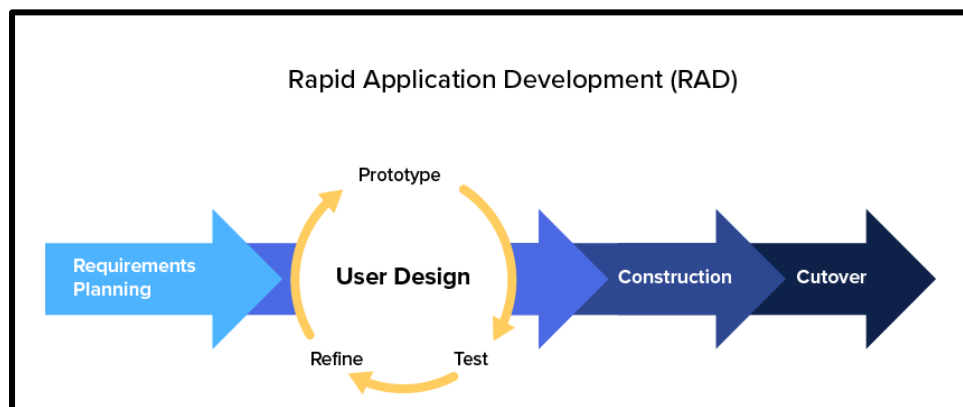 Rapid Application Development (RAD)
Prototype
Requirements
Planning
User Design
Construction
Cutover
Refine
Test